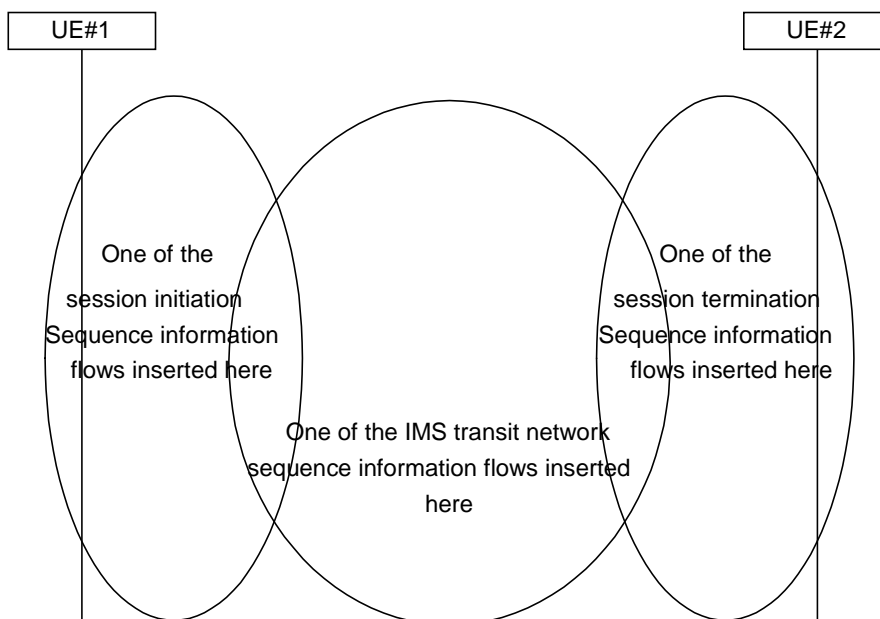 UE#1
UE#2
One of the
session initiation
Sequence information
flows inserted here
One of the IMS transit network
sequence information flows inserted
here
One of the
session termination
Sequence information
flows inserted here